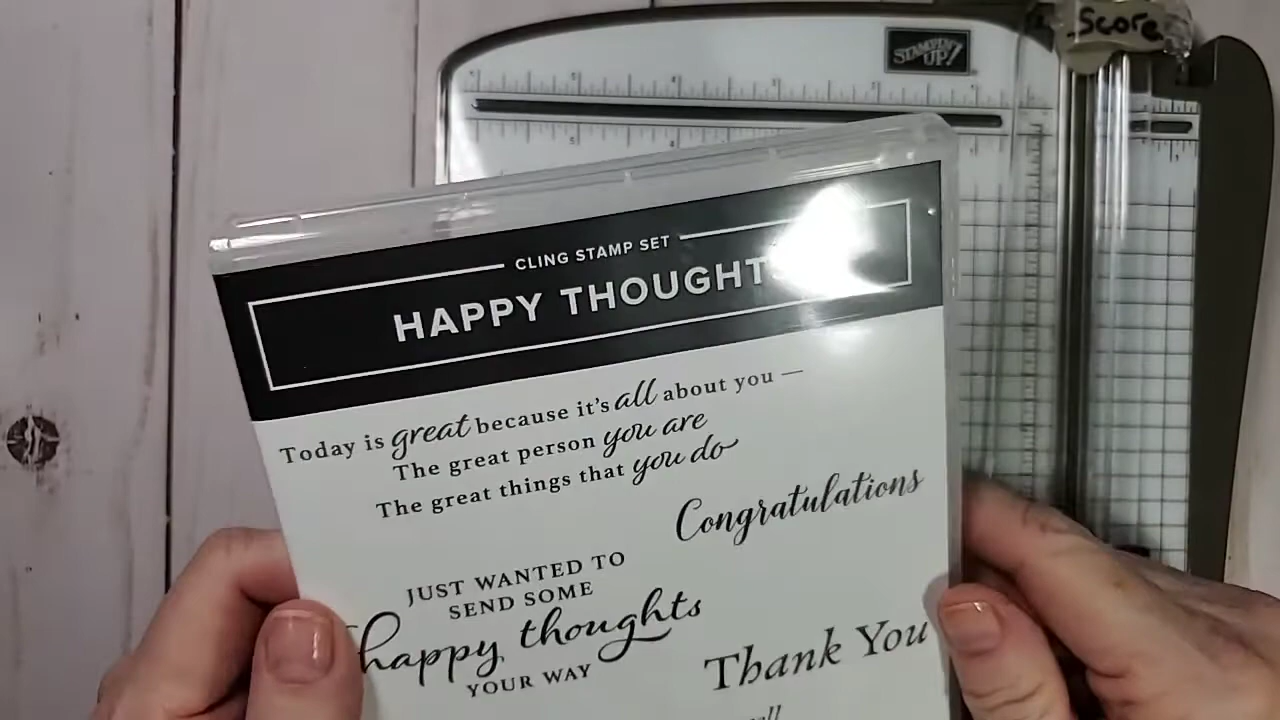 Score
STAMPIN' UP!
CLING STAMP SET
HAPPY THOUGHTS
Today is great because it's all about you —
The great person you are
The great things that you do
Congratulations
JUST WANTED TO
SEND SOME
happy thoughts
YOUR WAY
Thank You